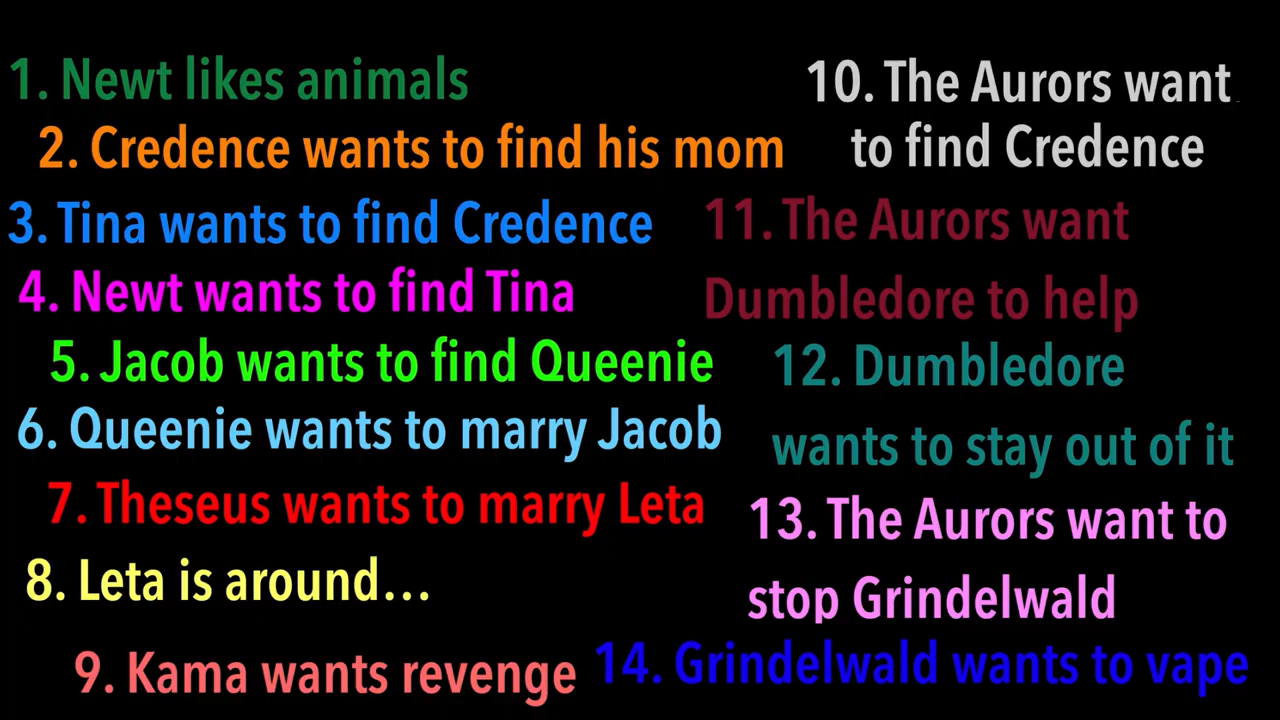 1. Newt likes animals
2. Credence wants to find his mom
3. Tina wants to find Credence
4. Newt wants to find Tina
5. Jacob wants to find Queenie
6. Queenie wants to marry Jacob
7. Theseus wants to marry Leta
8. Leta is around...
9. Kama wants revenge
10. The Aurors want
to find Credence
11. The Aurors want
Dumbledore to help
12. Dumbledore
wants to stay out of it
13. The Aurors want to
stop Grindelwald
14. Grindelwald wants to vape